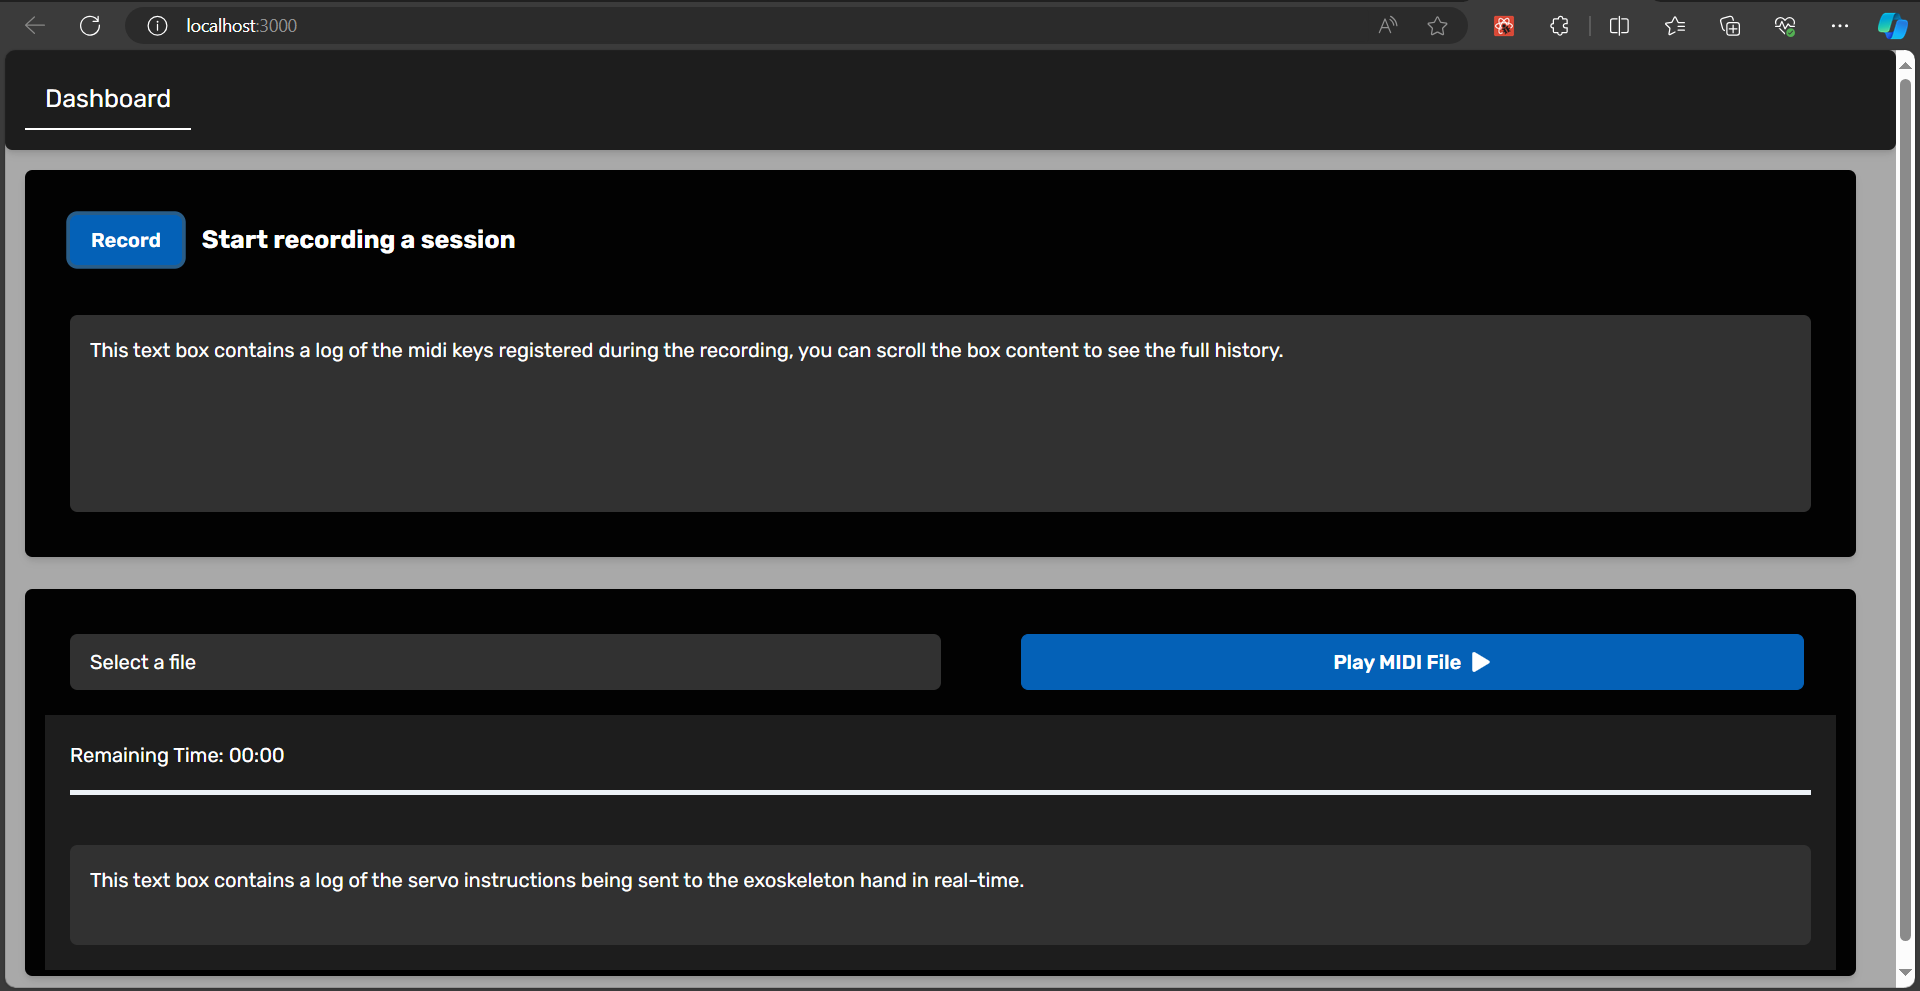 localhost:3000
Dashboard
Record
Start recording a session
This text box contains a log of the midi keys registered during the recording, you can scroll the box content to see the full history.
Select a file
Play MIDI File
Remaining Time: 00:00
This text box contains a log of the servo instructions being sent to the exoskeleton hand in real-time.